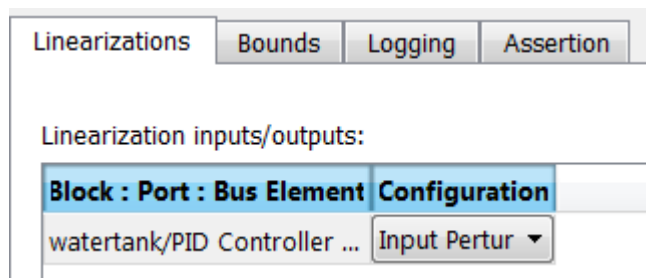 Linearizations Bounds Logging Assertion
Linearization inputs/outputs:
Block : Port : Bus Element Configuration
watertank/PID Controller ... Input Pertur